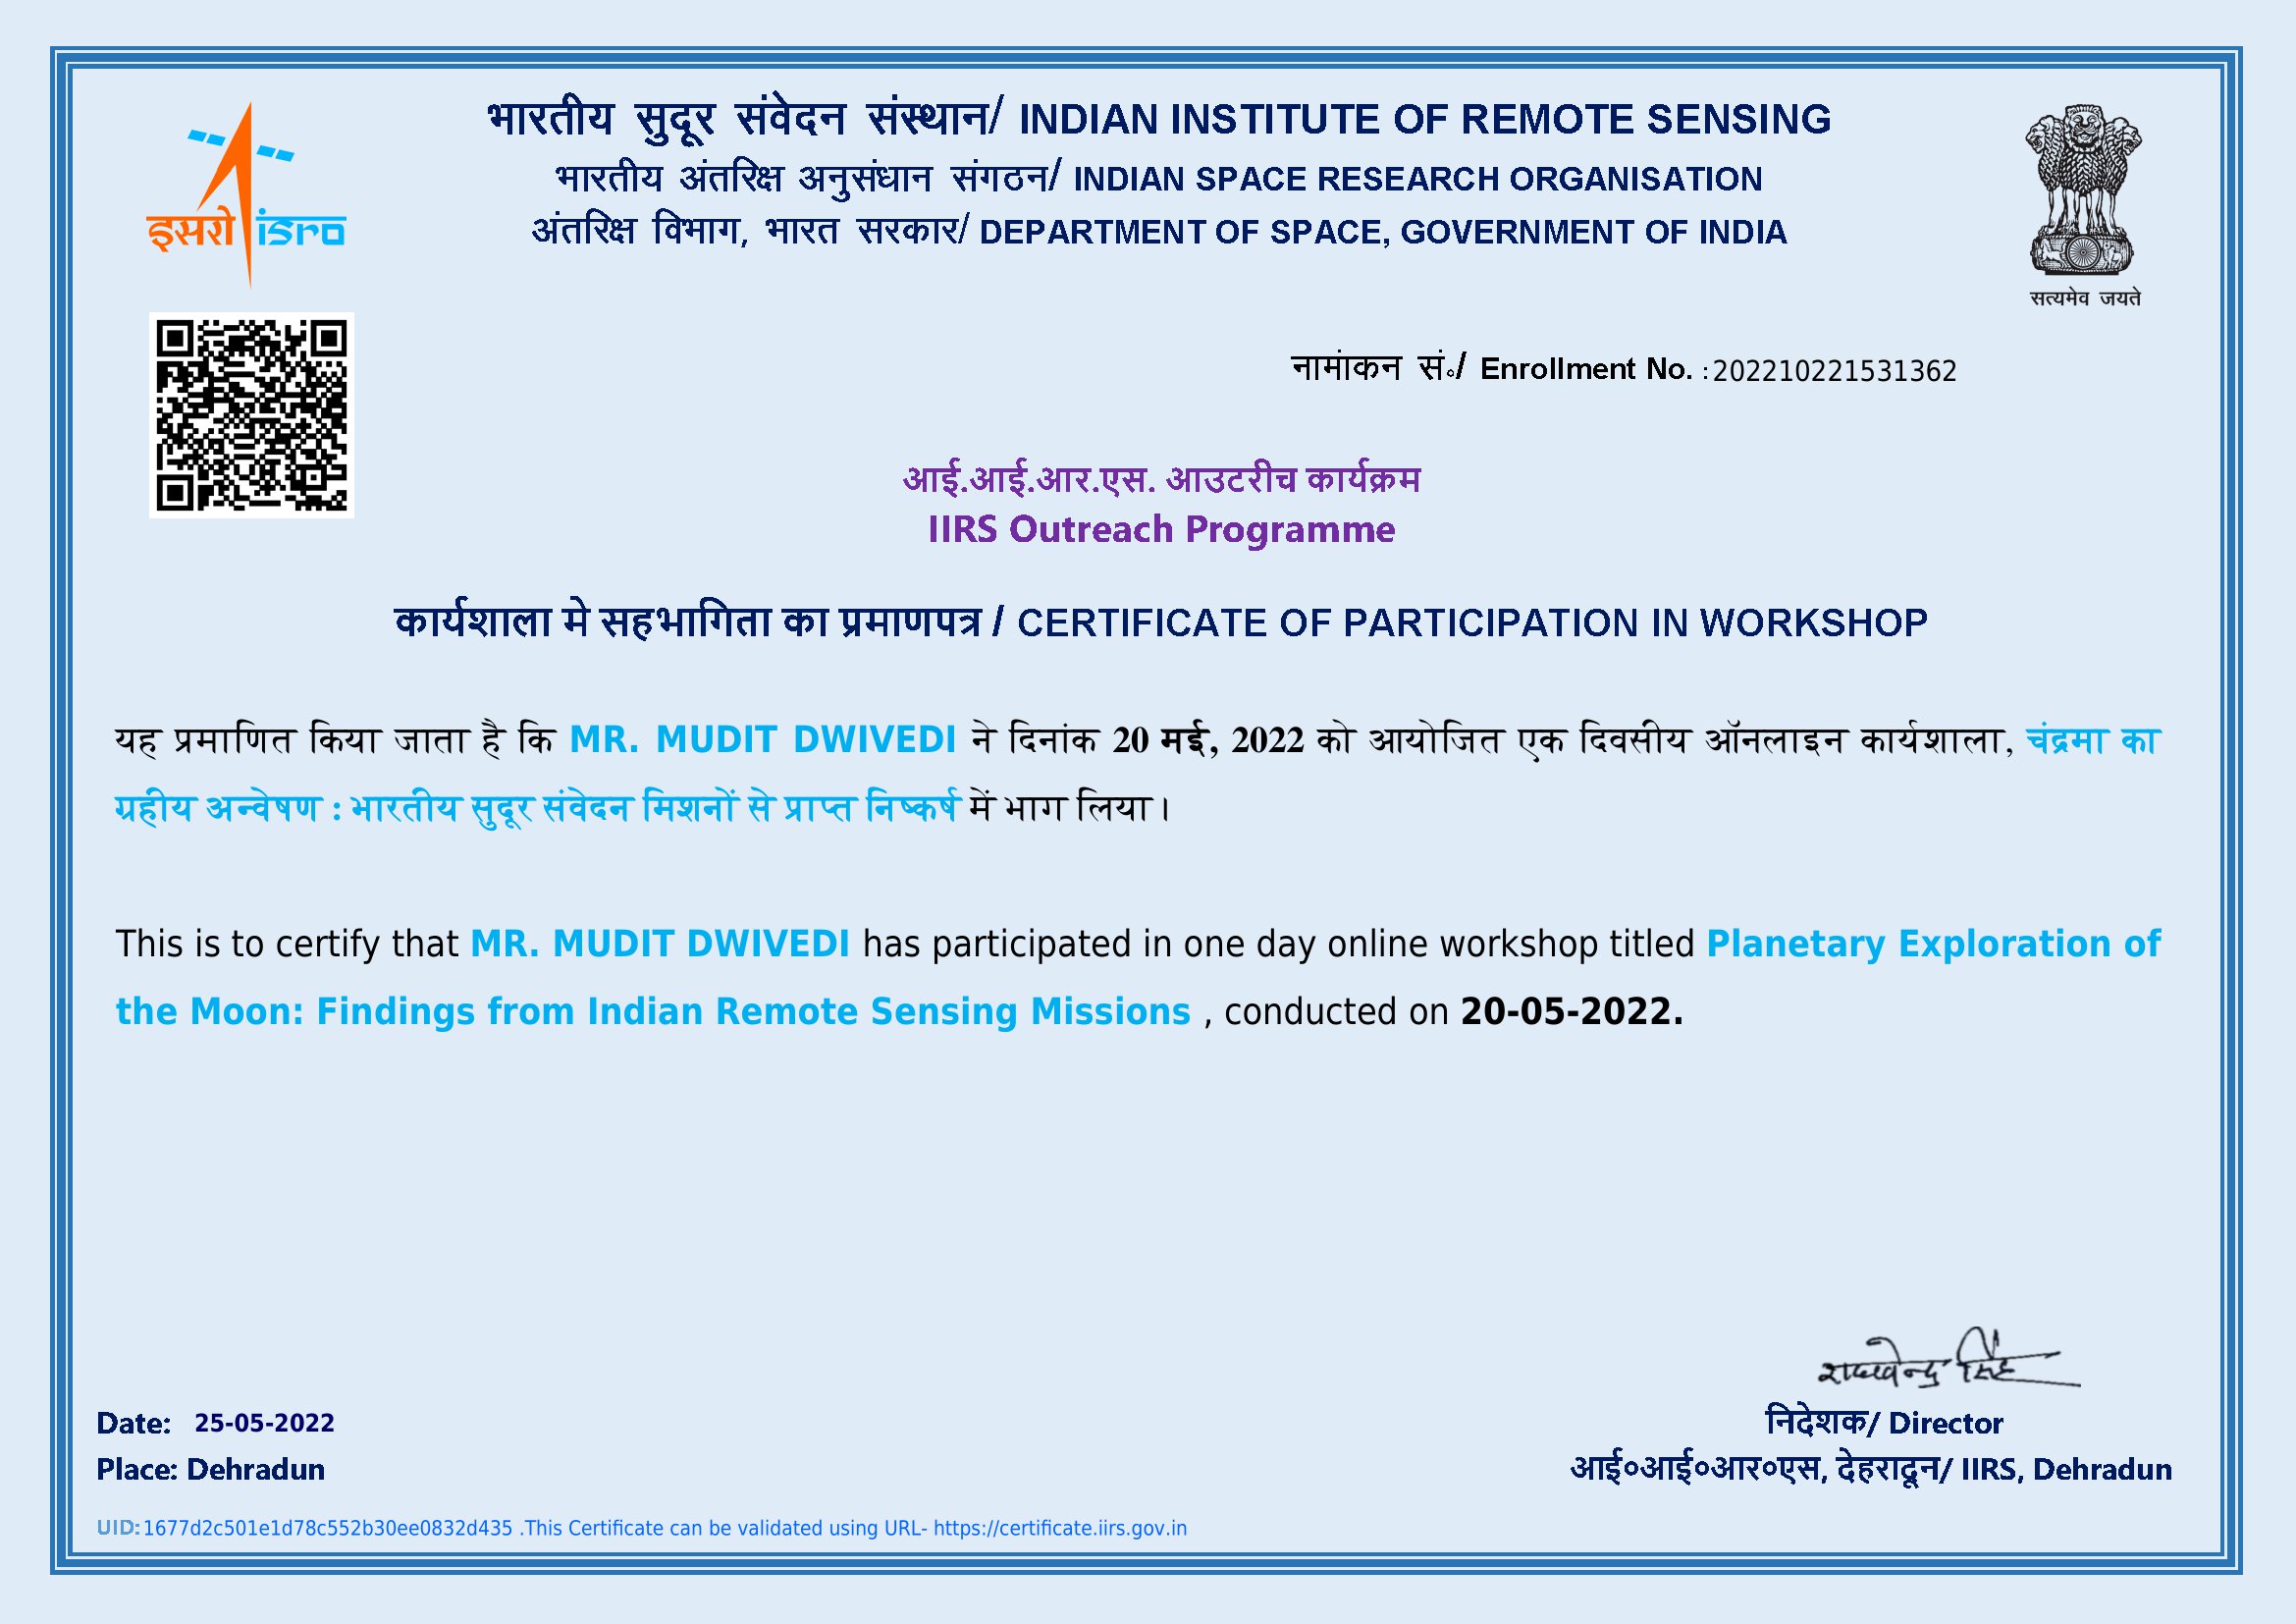 भारतीय सुदूर संवेदन संस्थान/ INDIAN INSTITUTE OF REMOTE SENSING
भारतीय अंतरिक्ष अनुसंधान संगठन/ INDIAN SPACE RESEARCH ORGANISATION
अंतरिक्ष विभाग, भारत सरकार/ DEPARTMENT OF SPACE, GOVERNMENT OF INDIA
इसरो isro
सत्यमेव जयते
नामांकन सं॰/ Enrollment No. :202210221531362
आई.आई.आर.एस. आउटरीच कार्यक्रम
IIRS Outreach Programme
कार्यशाला मे सहभागिता का प्रमाणपत्र / CERTIFICATE OF PARTICIPATION IN WORKSHOP
यह प्रमाणित किया जाता है कि MR. MUDIT DWIVEDI ने दिनांक 20 मई, 2022 को आयोजित एक दिवसीय ऑनलाइन कार्यशाला, चंद्रमा का
ग्रहीय अन्वेषण : भारतीय सुदूर संवेदन मिशनों से प्राप्त निष्कर्ष में भाग लिया।
This is to certify that MR. MUDIT DWIVEDI has participated in one day online workshop titled Planetary Exploration of
the Moon: Findings from Indian Remote Sensing Missions , conducted on 20-05-2022.
राघवेन्द्र सिंह
Date: 25-05-2022
निदेशक/ Director
Place: Dehradun
आई०आई०आर०एस, देहरादून/ IIRS, Dehradun
UID:1677d2c501e1d78c552b30ee0832d435 .This Certificate can be validated using URL- https://certificate.iirs.gov.in